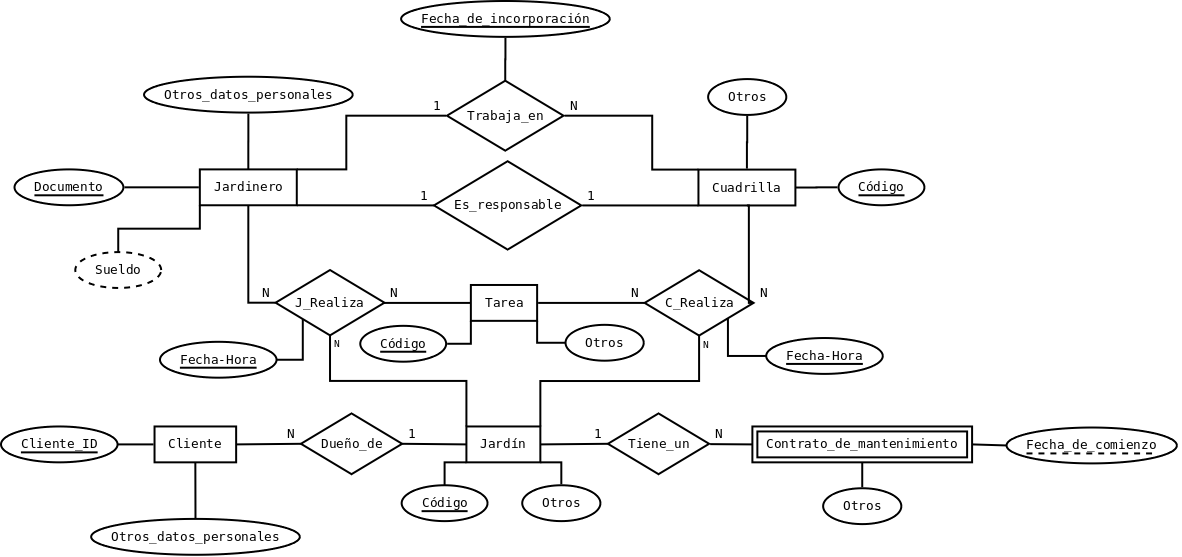 Fecha_de_incorporación
Otros_datos_personales
1
Trabaja_en
N
Otros
Documento
Jardinero
1
Es_responsable
1
Cuadrilla
Código
Sueldo
N
J_Realiza
N
Tarea
N
C_Realiza
N
N
Código
Otros
N
Fecha-Hora
Fecha-Hora
Cliente_ID
Cliente
N
Dueño_de
1
Jardín
1
Tiene_un
N
Contrato_de_mantenimiento
Fecha_de_comienzo
Código
Otros
Otros
Otros_datos_personales